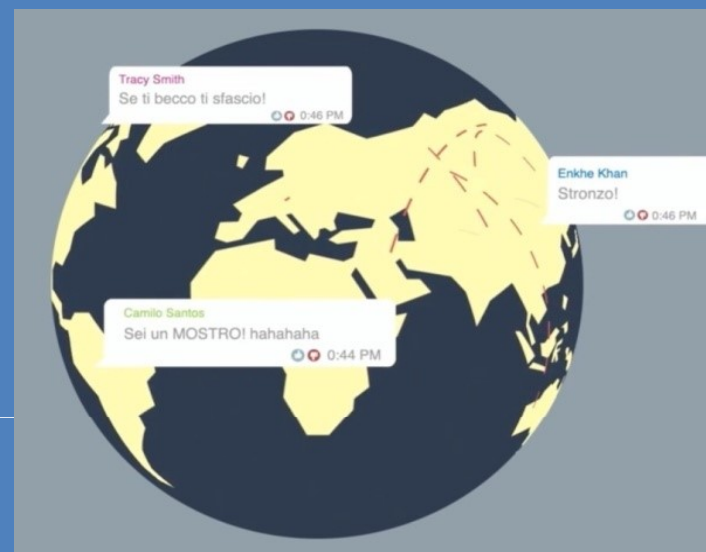 Tracy Smith
Se ti becco ti sfascio!
0:46 PM
Enkhe Khan
Stronzo!
0:46 PM
Camilo Santos
Sei un MOSTRO! hahahaha
0:44 PM